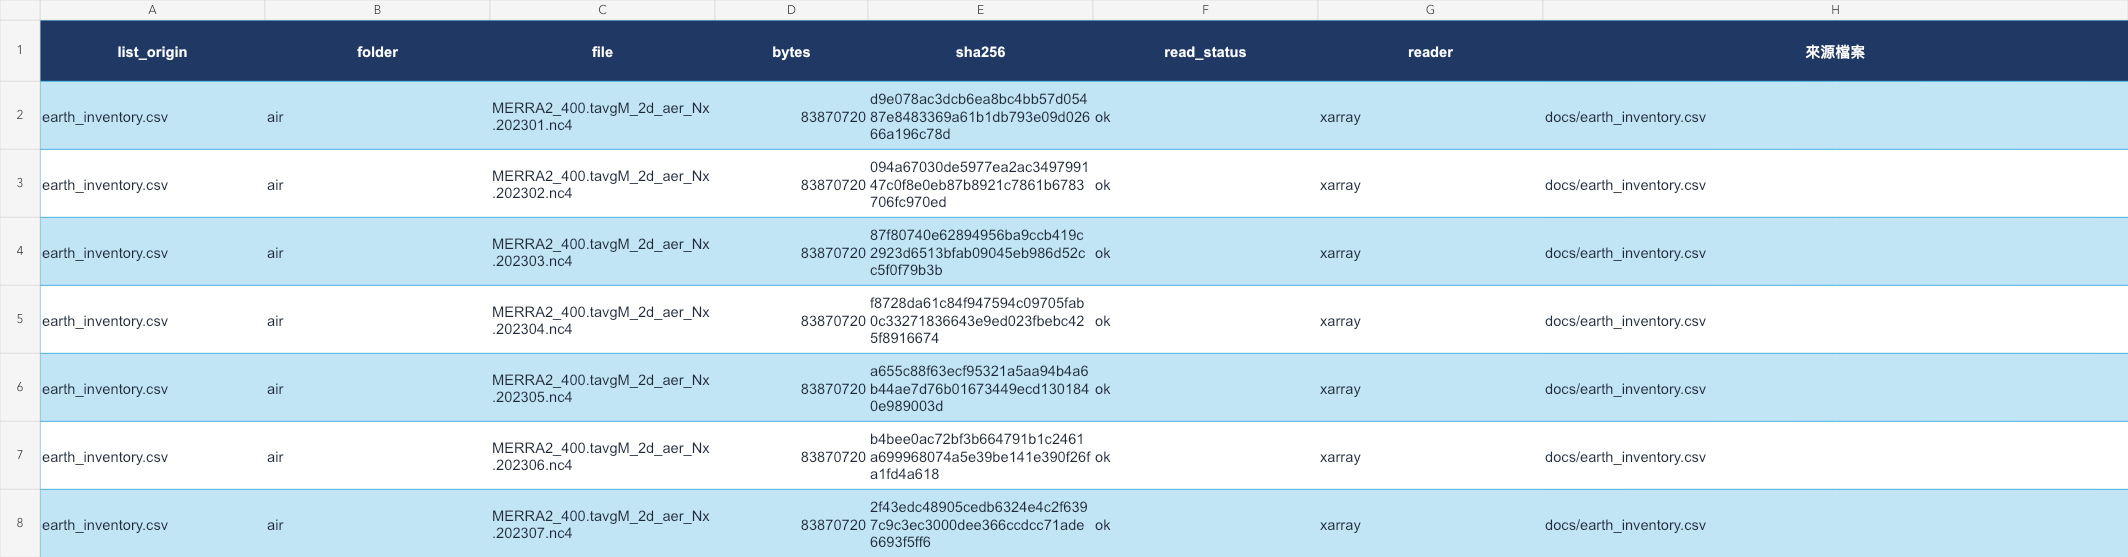 A B C D E F G H
1 list_origin folder file bytes sha256 read_status reader 來源檔案
2 earth_inventory.csv air MERRA2_400.tavgM_2d_aer_Nx
.202301.nc4 83870720 d9e078ac3dcb6ea8bc4bb57d054
87e8483369a61b1db793e09d026
66a196c78d ok xarray docs/earth_inventory.csv
3 earth_inventory.csv air MERRA2_400.tavgM_2d_aer_Nx
.202302.nc4 83870720 094a67030de5977ea2ac3497991
47c0f8e0eb87b8921c7861b6783
706fc970ed ok xarray docs/earth_inventory.csv
4 earth_inventory.csv air MERRA2_400.tavgM_2d_aer_Nx
.202303.nc4 83870720 87f80740e62894956ba9ccb419c
2923d6513bfab09045eb986d52c
c5f0f79b3b ok xarray docs/earth_inventory.csv
5 earth_inventory.csv air MERRA2_400.tavgM_2d_aer_Nx
.202304.nc4 83870720 f8728da61c84f947594c09705fab
0c33271836643e9ed023fbebc42
5f8916674 ok xarray docs/earth_inventory.csv
6 earth_inventory.csv air MERRA2_400.tavgM_2d_aer_Nx
.202305.nc4 83870720 a655c88f63ecf95321a5aa94b4a6
b44ae7d76b01673449ecd130184
0e989003d ok xarray docs/earth_inventory.csv
7 earth_inventory.csv air MERRA2_400.tavgM_2d_aer_Nx
.202306.nc4 83870720 b4bee0ac72bf3b664791b1c2461
a699968074a5e39be141e390f26f
a1fd4a618 ok xarray docs/earth_inventory.csv
8 earth_inventory.csv air MERRA2_400.tavgM_2d_aer_Nx
.202307.nc4 83870720 2f43edc48905cedb6324e4c2f639
7c9c3ec3000dee366ccdcc71ade
6693f5ff6 ok xarray docs/earth_inventory.csv